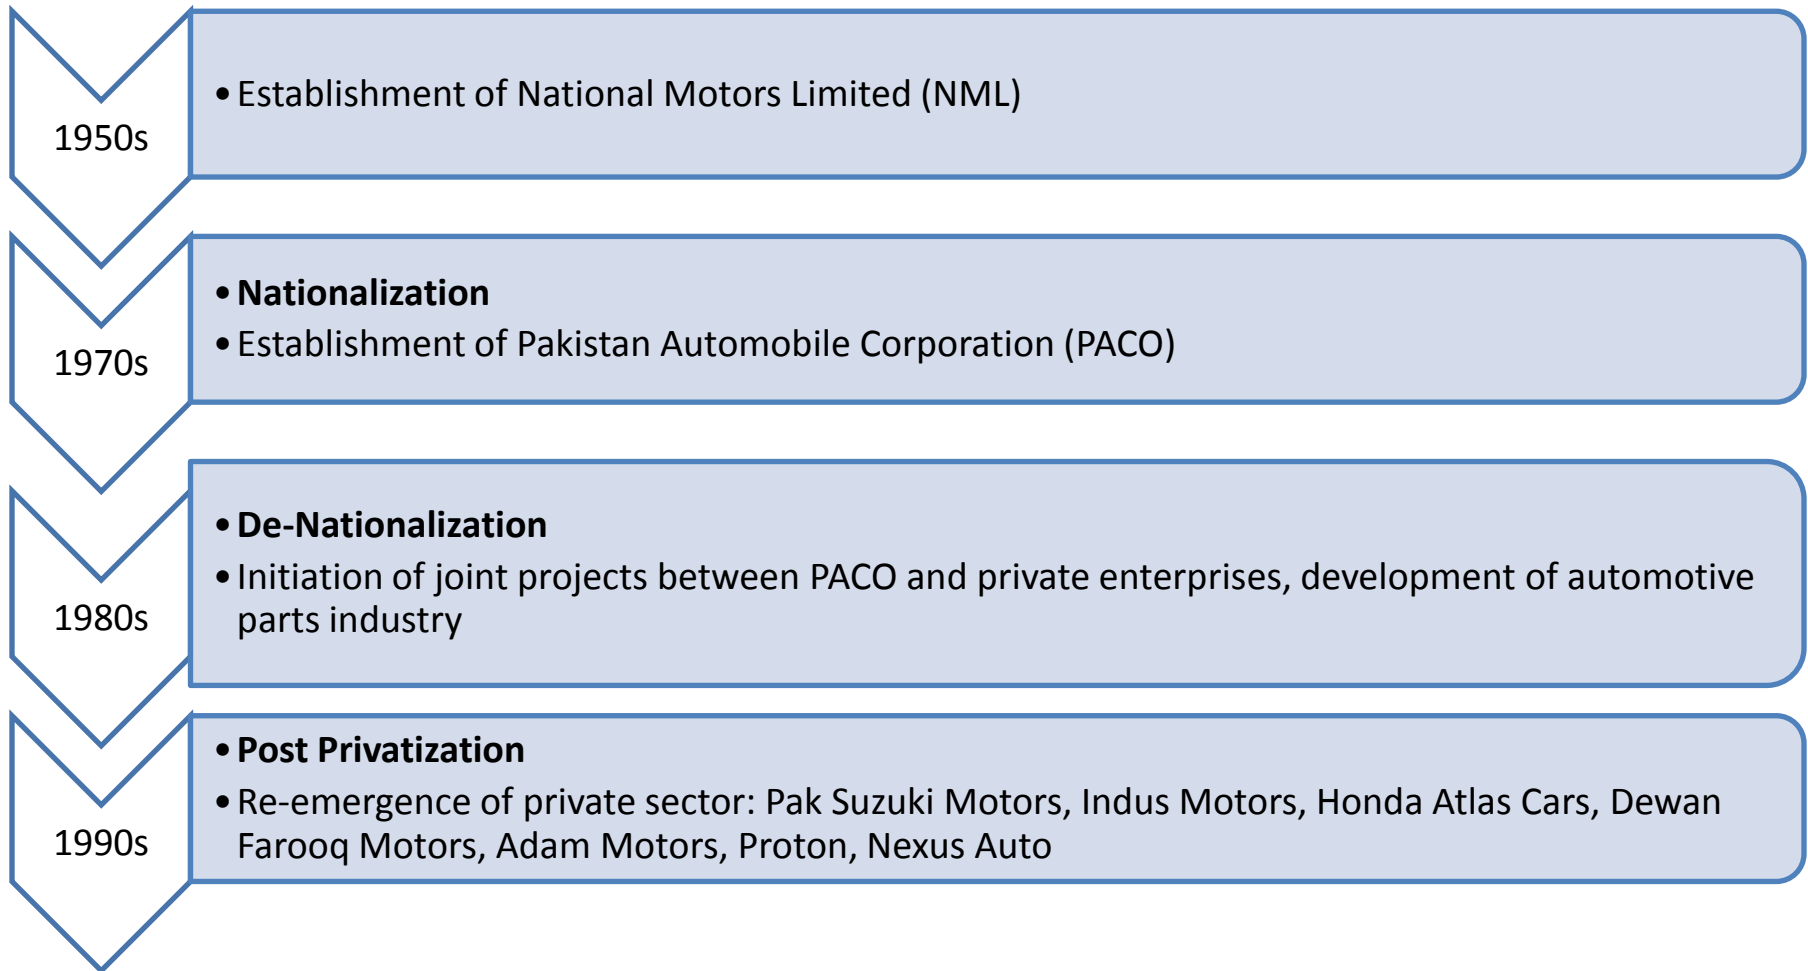 1950s
• Establishment of National Motors Limited (NML)
1970s
• Nationalization
• Establishment of Pakistan Automobile Corporation (PACO)
1980s
• De-Nationalization
• Initiation of joint projects between PACO and private enterprises, development of automotive
parts industry
1990s
• Post Privatization
• Re-emergence of private sector: Pak Suzuki Motors, Indus Motors, Honda Atlas Cars, Dewan
Farooq Motors, Adam Motors, Proton, Nexus Auto